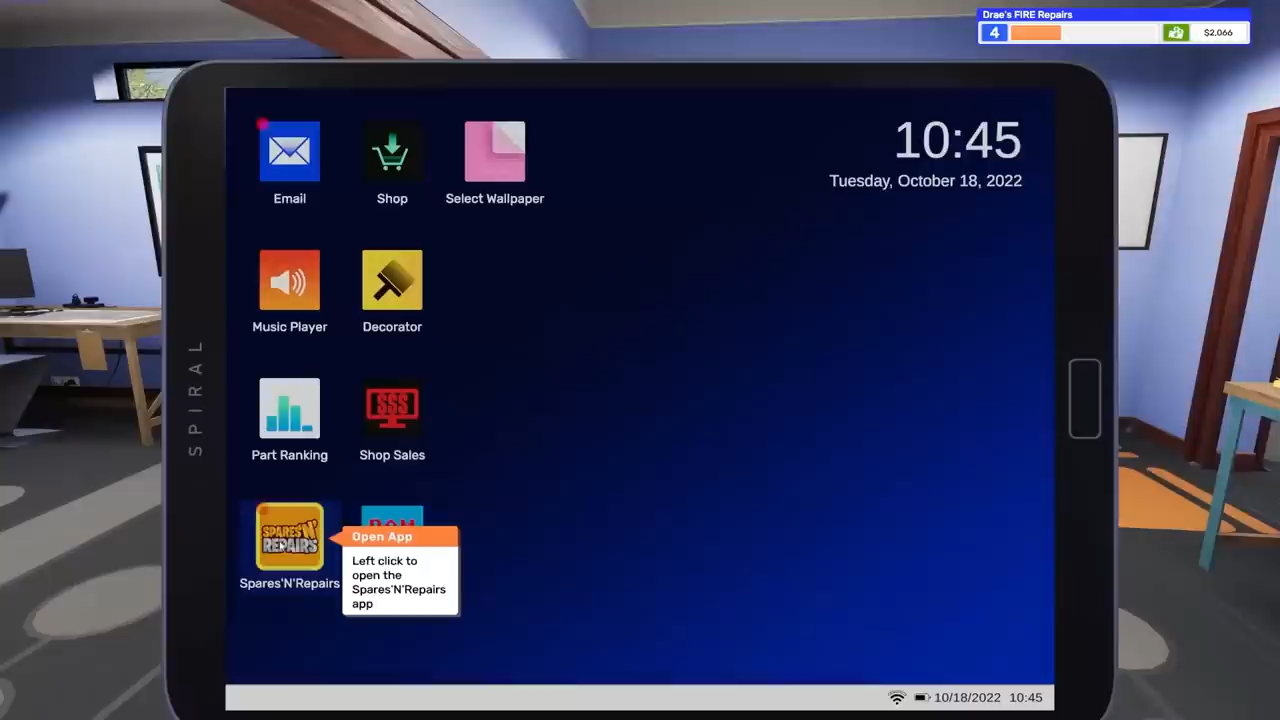 Drae's FIRE Repairs
4
$2.066
SPIRAL
10:45
Tuesday, October 18, 2022
Email
Shop
Select Wallpaper
Music Player
Decorator
Part Ranking
SSS
Shop Sales
SPARES'N'
REPAIRS
Spares'N'Repairs
Open App
Left click to
open the
Spares'N'Repairs
app
10/18/2022 10:45